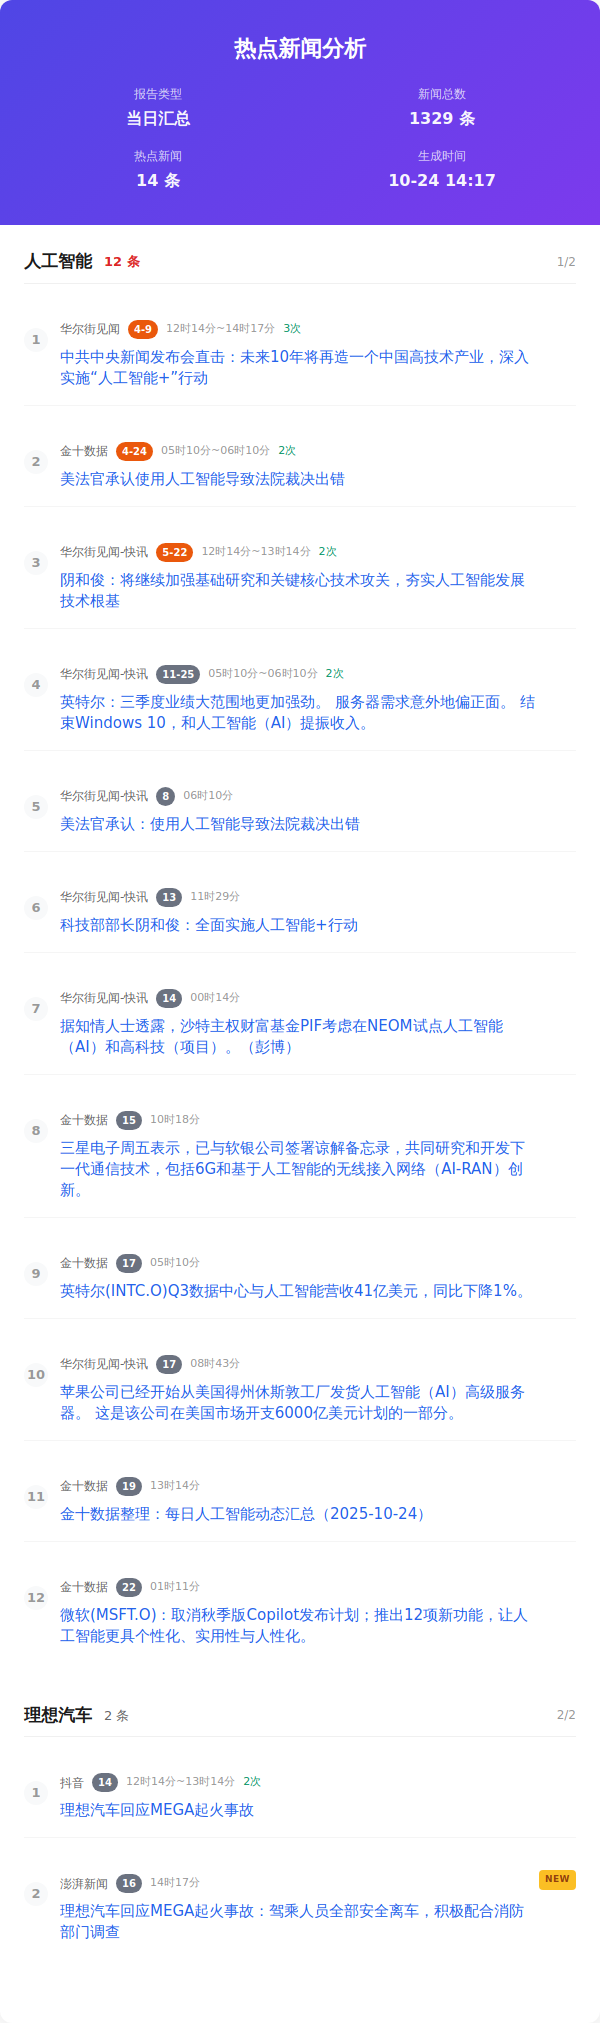 热点新闻分析
报告类型
新闻总数
当日汇总
1329 条
热点新闻
生成时间
14 条
10-24 14:17
人工智能 12 条 1/2
1
华尔街见闻 4-9 12时14分~14时17分 3次
中共中央新闻发布会直击：未来10年将再造一个中国高技术产业，深入
实施“人工智能+”行动
2
金十数据 4-24 05时10分~06时10分 2次
美法官承认使用人工智能导致法院裁决出错
3
华尔街见闻-快讯 5-22 12时14分~13时14分 2次
阴和俊：将继续加强基础研究和关键核心技术攻关，夯实人工智能发展
技术根基
4
华尔街见闻-快讯 11-25 05时10分~06时10分 2次
英特尔：三季度业绩大范围地更加强劲。 服务器需求意外地偏正面。 结
束Windows 10，和人工智能（AI）提振收入。
5
华尔街见闻-快讯 8 06时10分
美法官承认：使用人工智能导致法院裁决出错
6
华尔街见闻-快讯 13 11时29分
科技部部长阴和俊：全面实施人工智能+行动
7
华尔街见闻-快讯 14 00时14分
据知情人士透露，沙特主权财富基金PIF考虑在NEOM试点人工智能
（AI）和高科技（项目）。（彭博）
8
金十数据 15 10时18分
三星电子周五表示，已与软银公司签署谅解备忘录，共同研究和开发下
一代通信技术，包括6G和基于人工智能的无线接入网络（AI-RAN）创
新。
9
金十数据 17 05时10分
英特尔(INTC.O)Q3数据中心与人工智能营收41亿美元，同比下降1%。
10
华尔街见闻-快讯 17 08时43分
苹果公司已经开始从美国得州休斯敦工厂发货人工智能（AI）高级服务
器。 这是该公司在美国市场开支6000亿美元计划的一部分。
11
金十数据 19 13时14分
金十数据整理：每日人工智能动态汇总（2025-10-24）
12
金十数据 22 01时11分
微软(MSFT.O)：取消秋季版Copilot发布计划；推出12项新功能，让人
工智能更具个性化、实用性与人性化。
理想汽车 2 条 2/2
1
抖音 14 12时14分~13时14分 2次
理想汽车回应MEGA起火事故
2
澎湃新闻 16 14时17分 NEW
理想汽车回应MEGA起火事故：驾乘人员全部安全离车，积极配合消防
部门调查